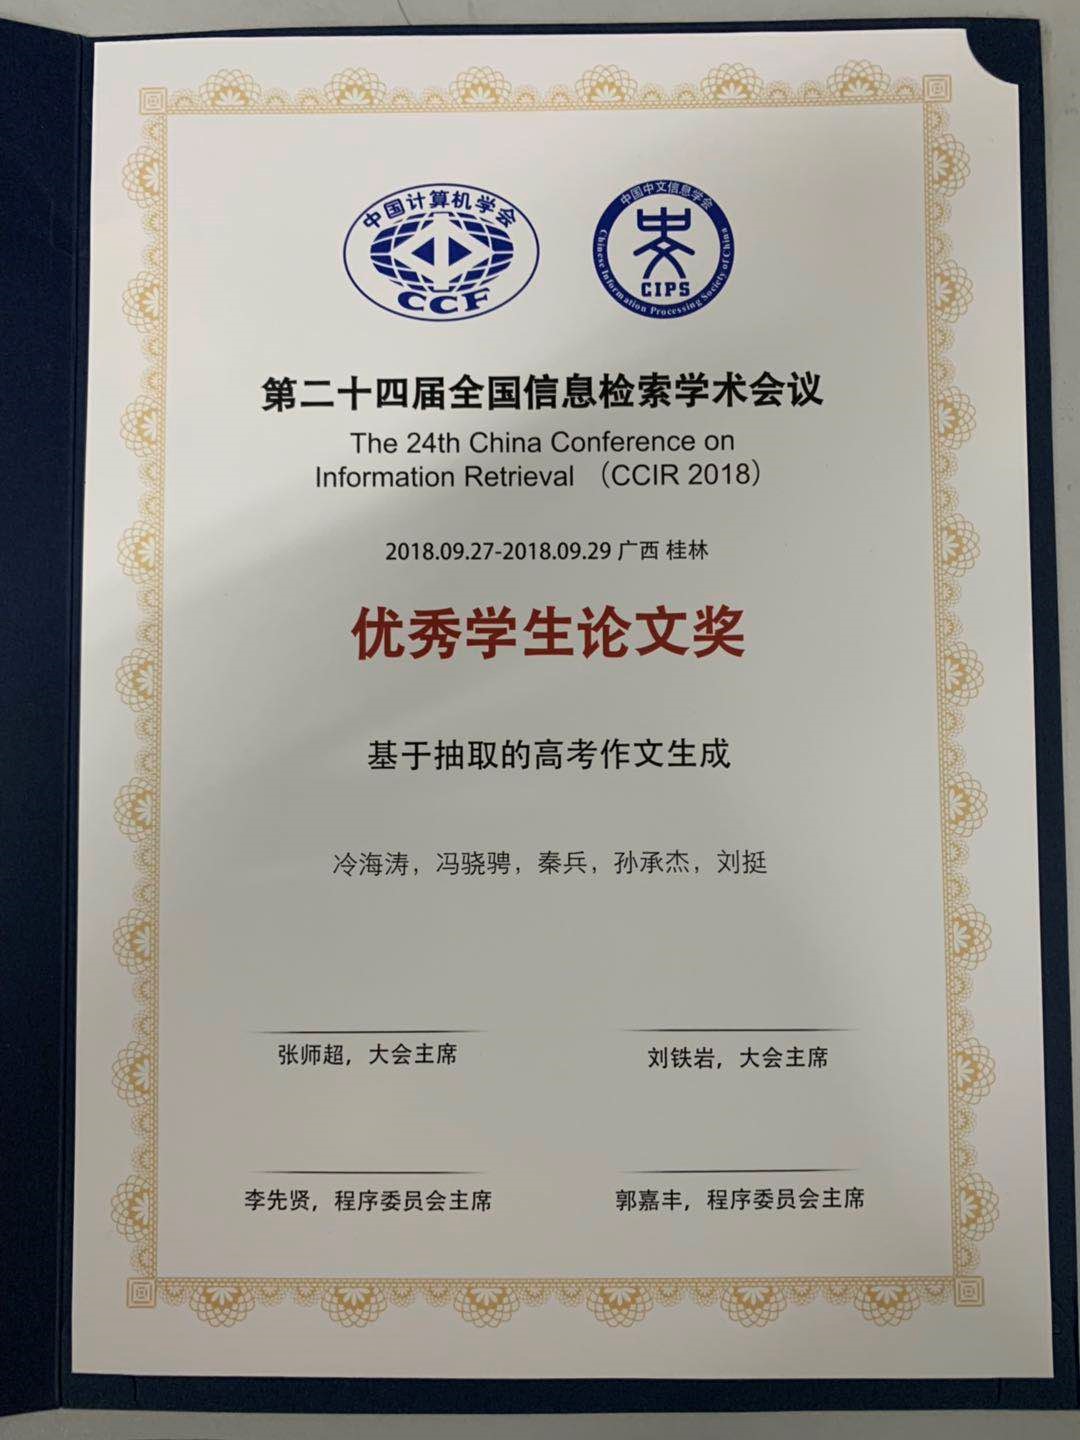 中国计算机学会
CCF
中国中文信息学会
CIPS
Chinese Information Processing Society of China
第二十四届全国信息检索学术会议
The 24th China Conference on
Information Retrieval （CCIR 2018）
2018.09.27-2018.09.29 广西 桂林
优秀学生论文奖
基于抽取的高考作文生成
冷海涛，冯骁骋，秦兵，孙承杰，刘挺
张师超，大会主席
刘铁岩，大会主席
李先贤，程序委员会主席
郭嘉丰，程序委员会主席